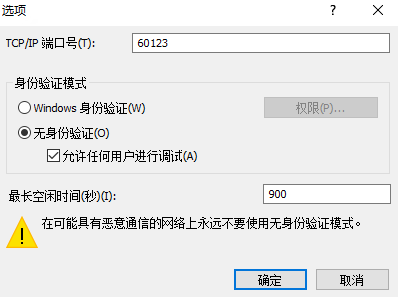 选项
?
TCP/IP 端口号(T):
60123
身份验证模式
Windows 身份验证(W)
权限(P)...
无身份验证(O)
允许任何用户进行调试(A)
最长空闲时间(秒)(I):
900
在可能具有恶意通信的网络上永远不要使用无身份验证模式。
确定
取消